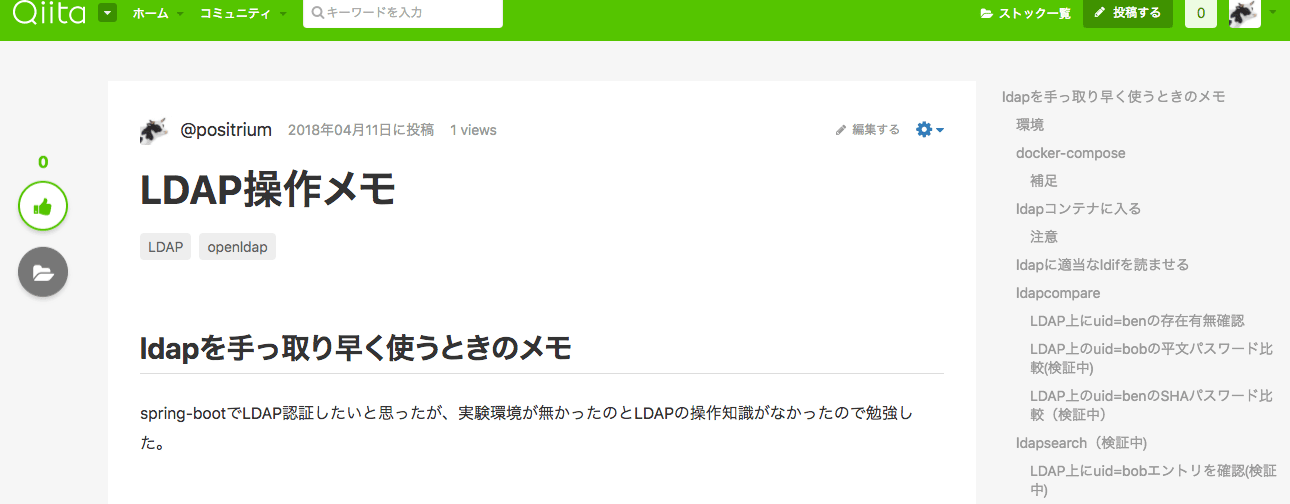 Qiita ホーム コミュニティ キーワードを入力 ストック一覧 投稿する 0
@positrium 2018年04月11日に投稿 1 views 編集する
0
LDAP操作メモ
LDAP openldap
ldapを手っ取り早く使うときのメモ
spring-bootでLDAP認証したいと思ったが、実験環境が無かったのとLDAPの操作知識がなかったので勉強し
た。
ldapを手っ取り早く使うときのメモ
環境
docker-compose
補足
ldapコンテナに入る
注意
ldapに適当なldifを読ませる
ldapcompare
LDAP上にuid=benの存在有無確認
LDAP上のuid=bobの平文パスワード比
較(検証中)
LDAP上のuid=benのSHAパスワード比
較（検証中）
ldapsearch（検証中)
LDAP上にuid=bobエントリを確認(検証
中)